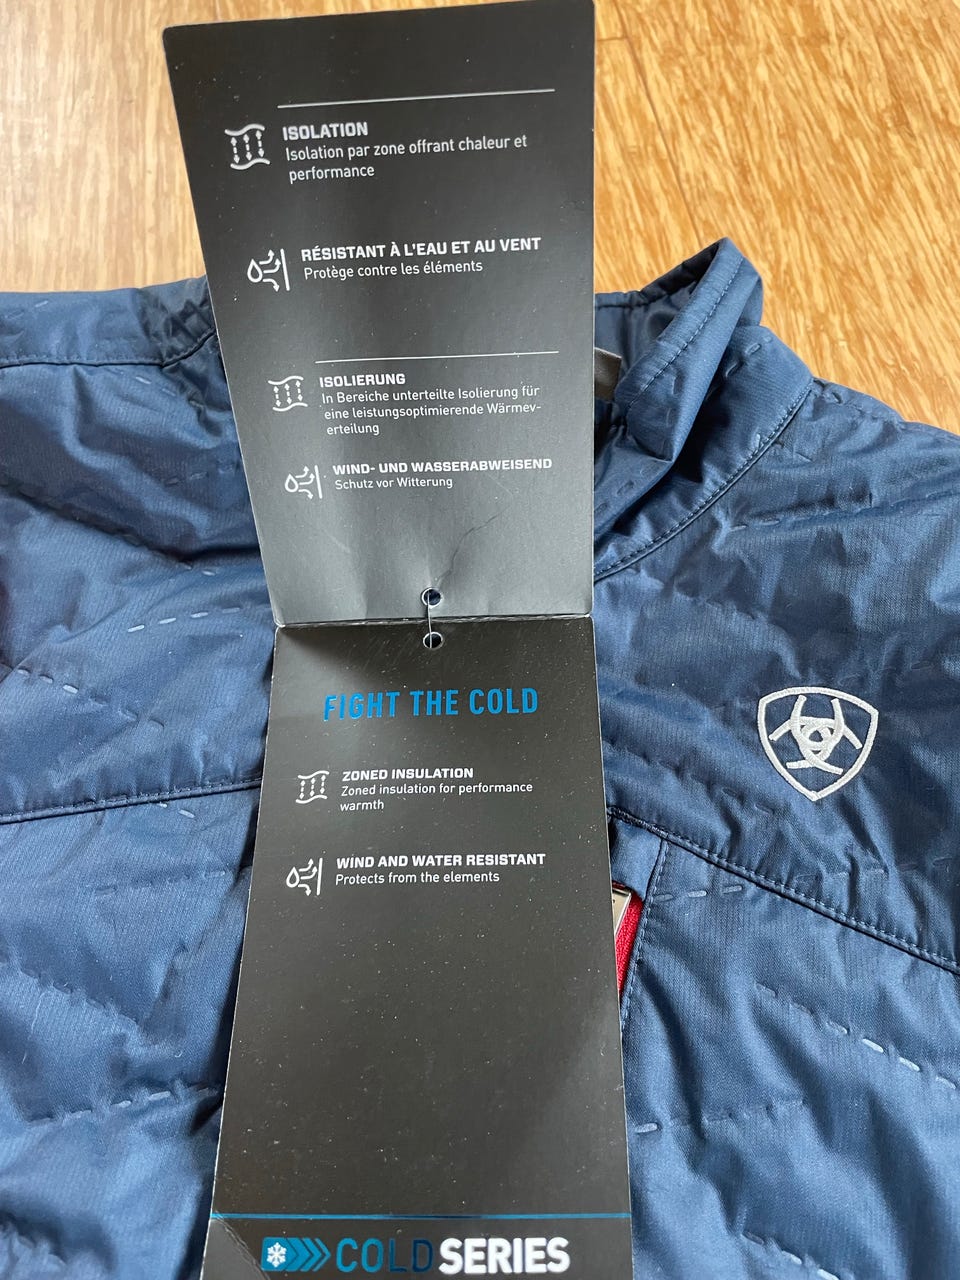 ISOLATION
Isolation par zone offrant chaleur et
performance
RÉSISTANT À L'EAU ET AU VENT
Protège contre les éléments
ISOLIERUNG
In Bereiche unterteilte Isolierung für
eine leistungsoptimierende Wärmev-
erteilung
WIND- UND WASSERABWEISEND
Schutz vor Witterung
FIGHT THE COLD
ZONED INSULATION
Zoned insulation for performance
warmth
WIND AND WATER RESISTANT
Protects from the elements
COLD SERIES